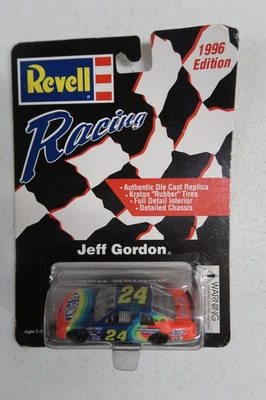 Revell
1996
Edition
Racing
• Authentic Die Cast Replica
• Kraton "Rubber" Tires
• Full Detail Interior
• Detailed Chassis
Jeff Gordon®
24
24
WARNING